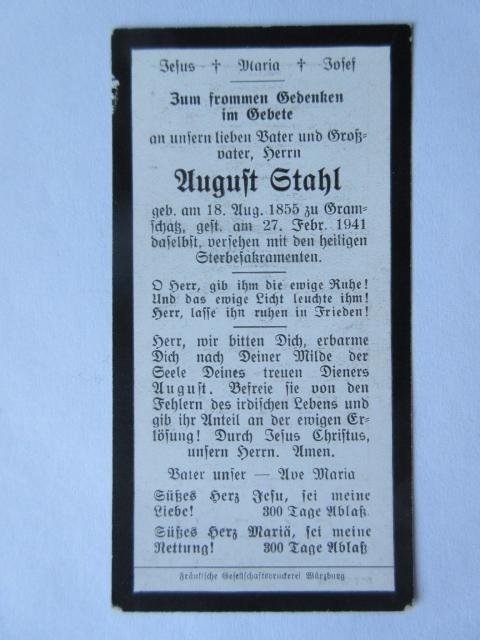 Jesus † Maria † Josef
Zum frommen Gedenken
im Gebete
an unsern lieben Vater und Groß-
vater, Herrn
August Stahl
geb. am 18. Aug. 1855 zu Gram-
schatz, gest. am 27. Febr. 1941
daselbst, versehen mit den heiligen
Sterbesakramenten.
O Herr, gib ihm die ewige Ruhe!
Und das ewige Licht leuchte ihm!
Herr, lasse ihn ruhen in Frieden!
Herr, wir bitten Dich, erbarme
Dich nach Deiner Milde der
Seele Deines treuen Dieners
August. Befreie sie von den
Fehlern des irdischen Lebens und
gib ihr Anteil an der ewigen Er-
lösung! Durch Jesus Christus,
unsern Herrn. Amen.
Vater unser — Ave Maria
Süßes Herz Jesu, sei meine
Liebe! 300 Tage Ablaß
Süßes Herz Mariä, sei meine
Rettung! 300 Tage Ablaß
Fränkische Gesellschaftsdruckerei Würzburg